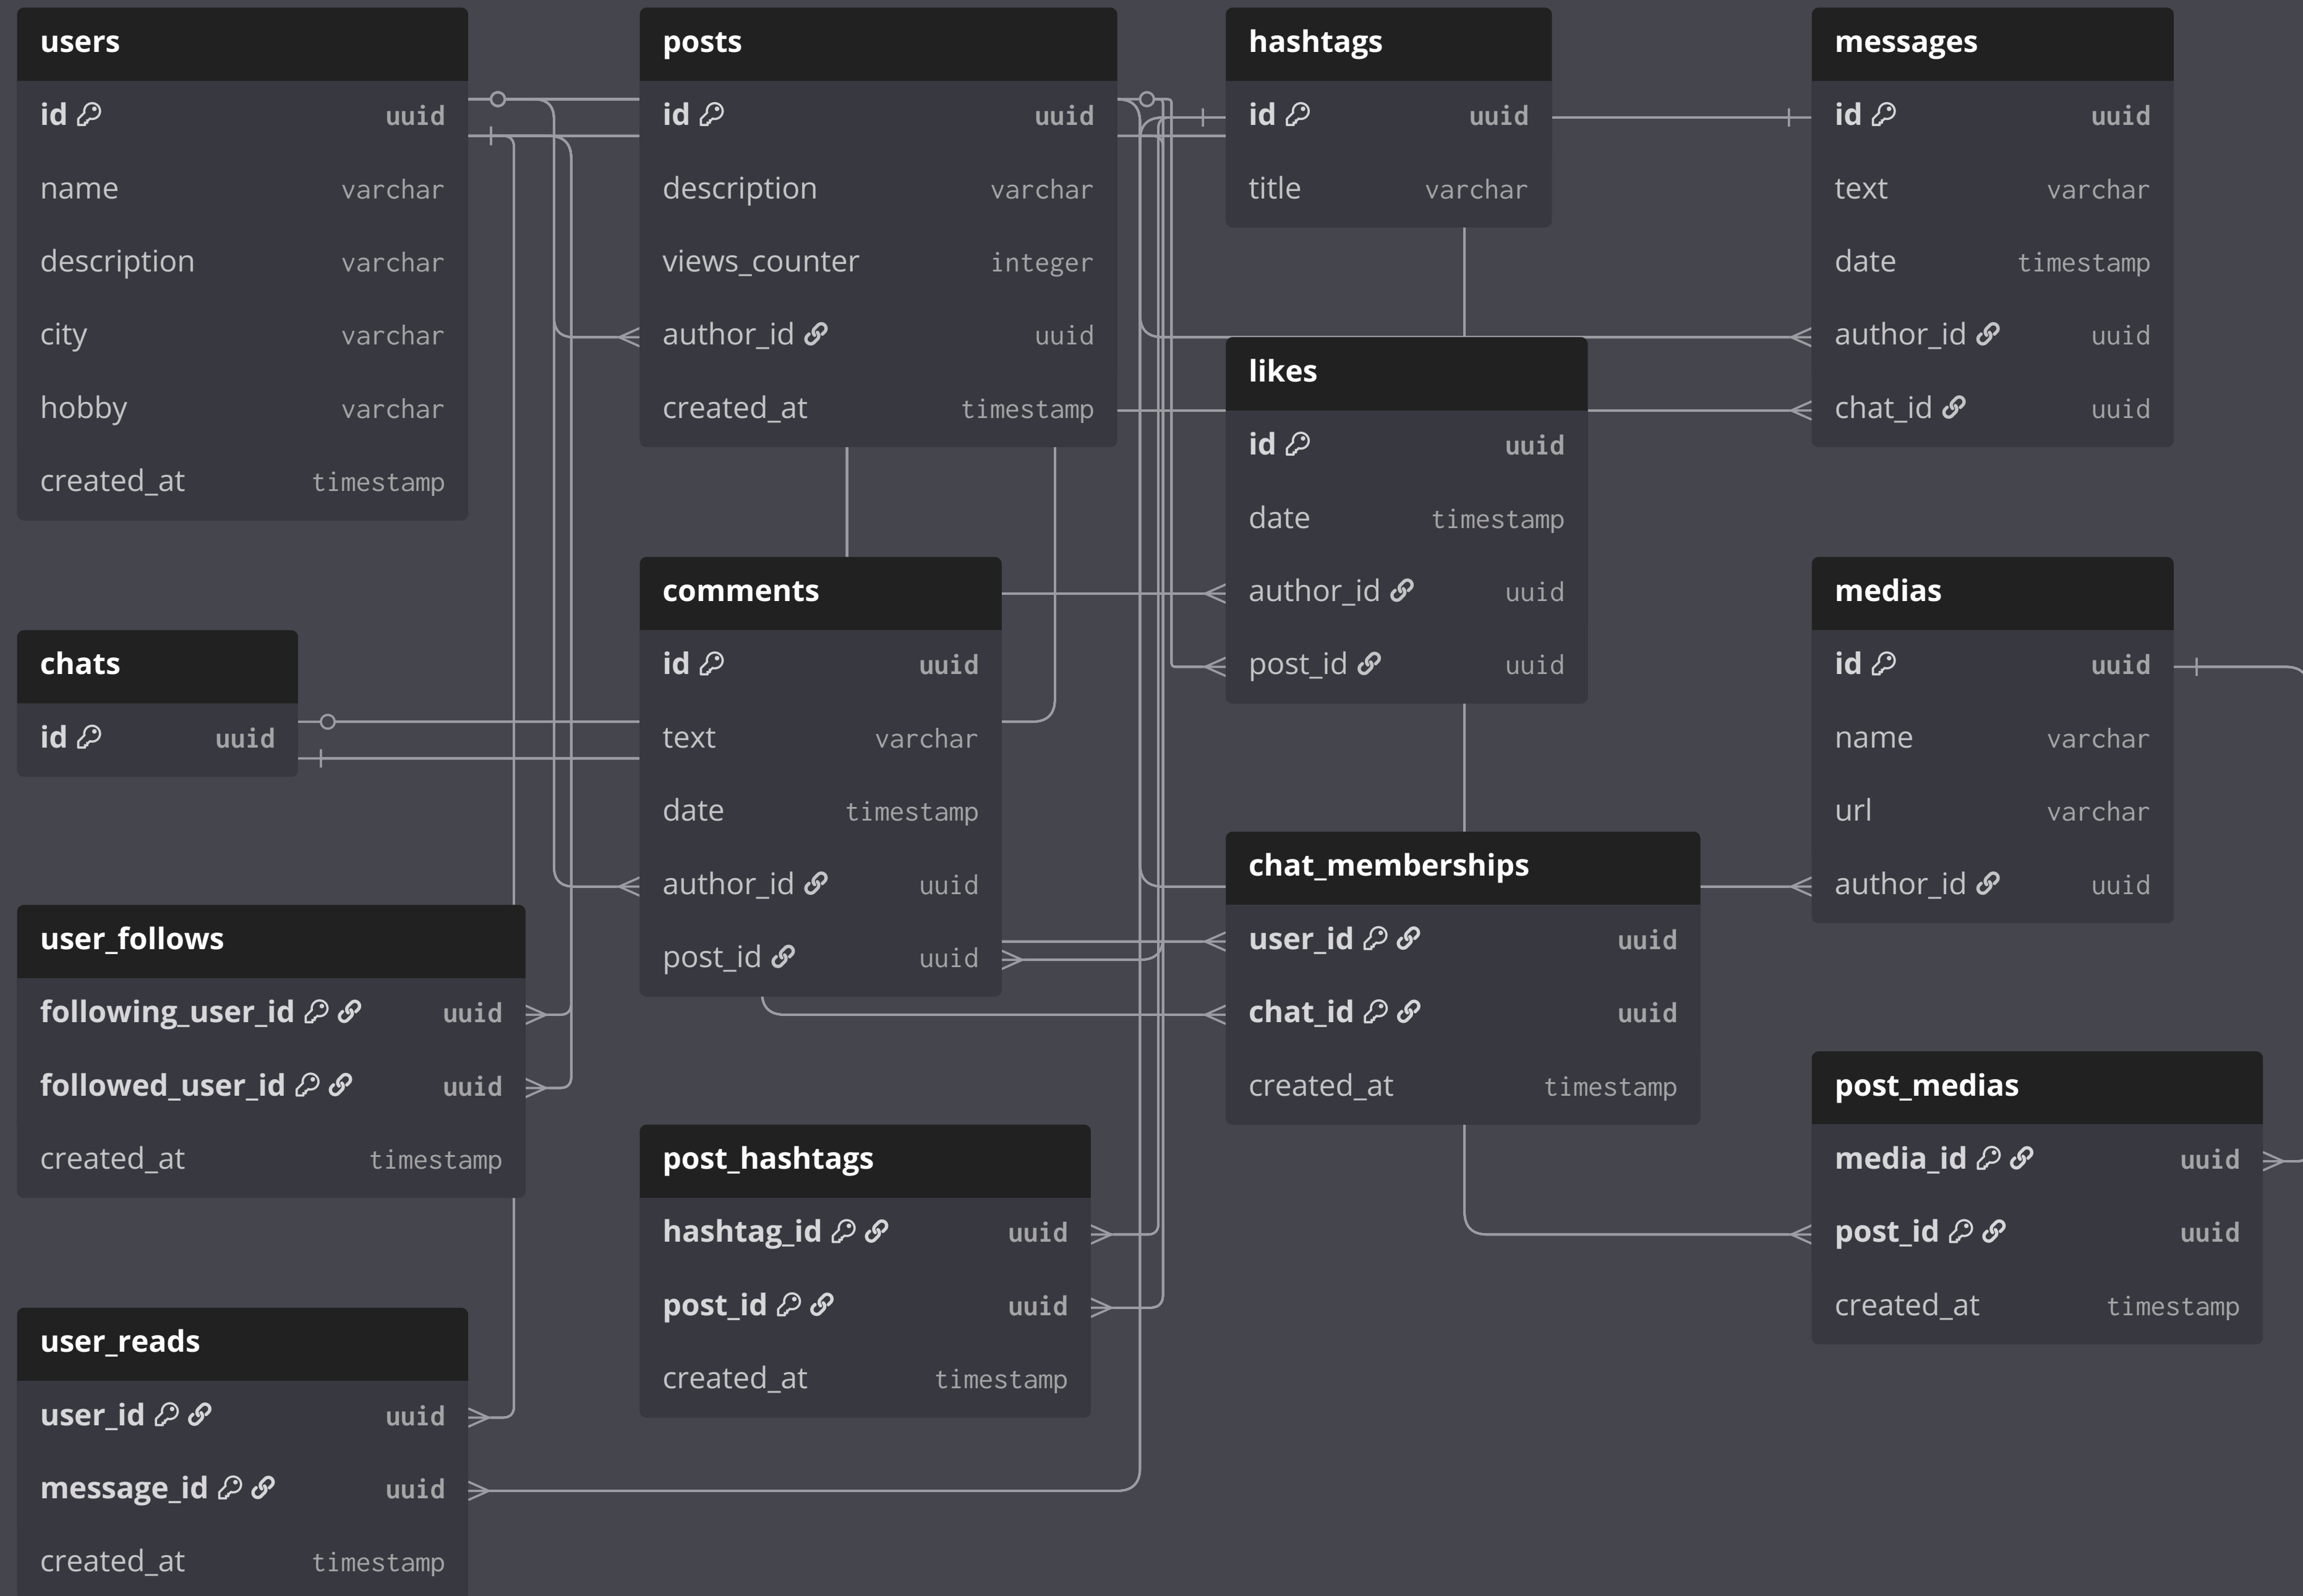 users
id uuid
name varchar
description varchar
city varchar
hobby varchar
created_at timestamp
posts
id uuid
description varchar
views_counter integer
author_id uuid
created_at timestamp
hashtags
id uuid
title varchar
messages
id uuid
text varchar
date timestamp
author_id uuid
chat_id uuid
likes
id uuid
date timestamp
author_id uuid
post_id uuid
comments
id uuid
text varchar
date timestamp
author_id uuid
post_id uuid
medias
id uuid
name varchar
url varchar
author_id uuid
chats
id uuid
chat_memberships
user_id uuid
chat_id uuid
created_at timestamp
user_follows
following_user_id uuid
followed_user_id uuid
created_at timestamp
post_medias
media_id uuid
post_id uuid
created_at timestamp
post_hashtags
hashtag_id uuid
post_id uuid
created_at timestamp
user_reads
user_id uuid
message_id uuid
created_at timestamp